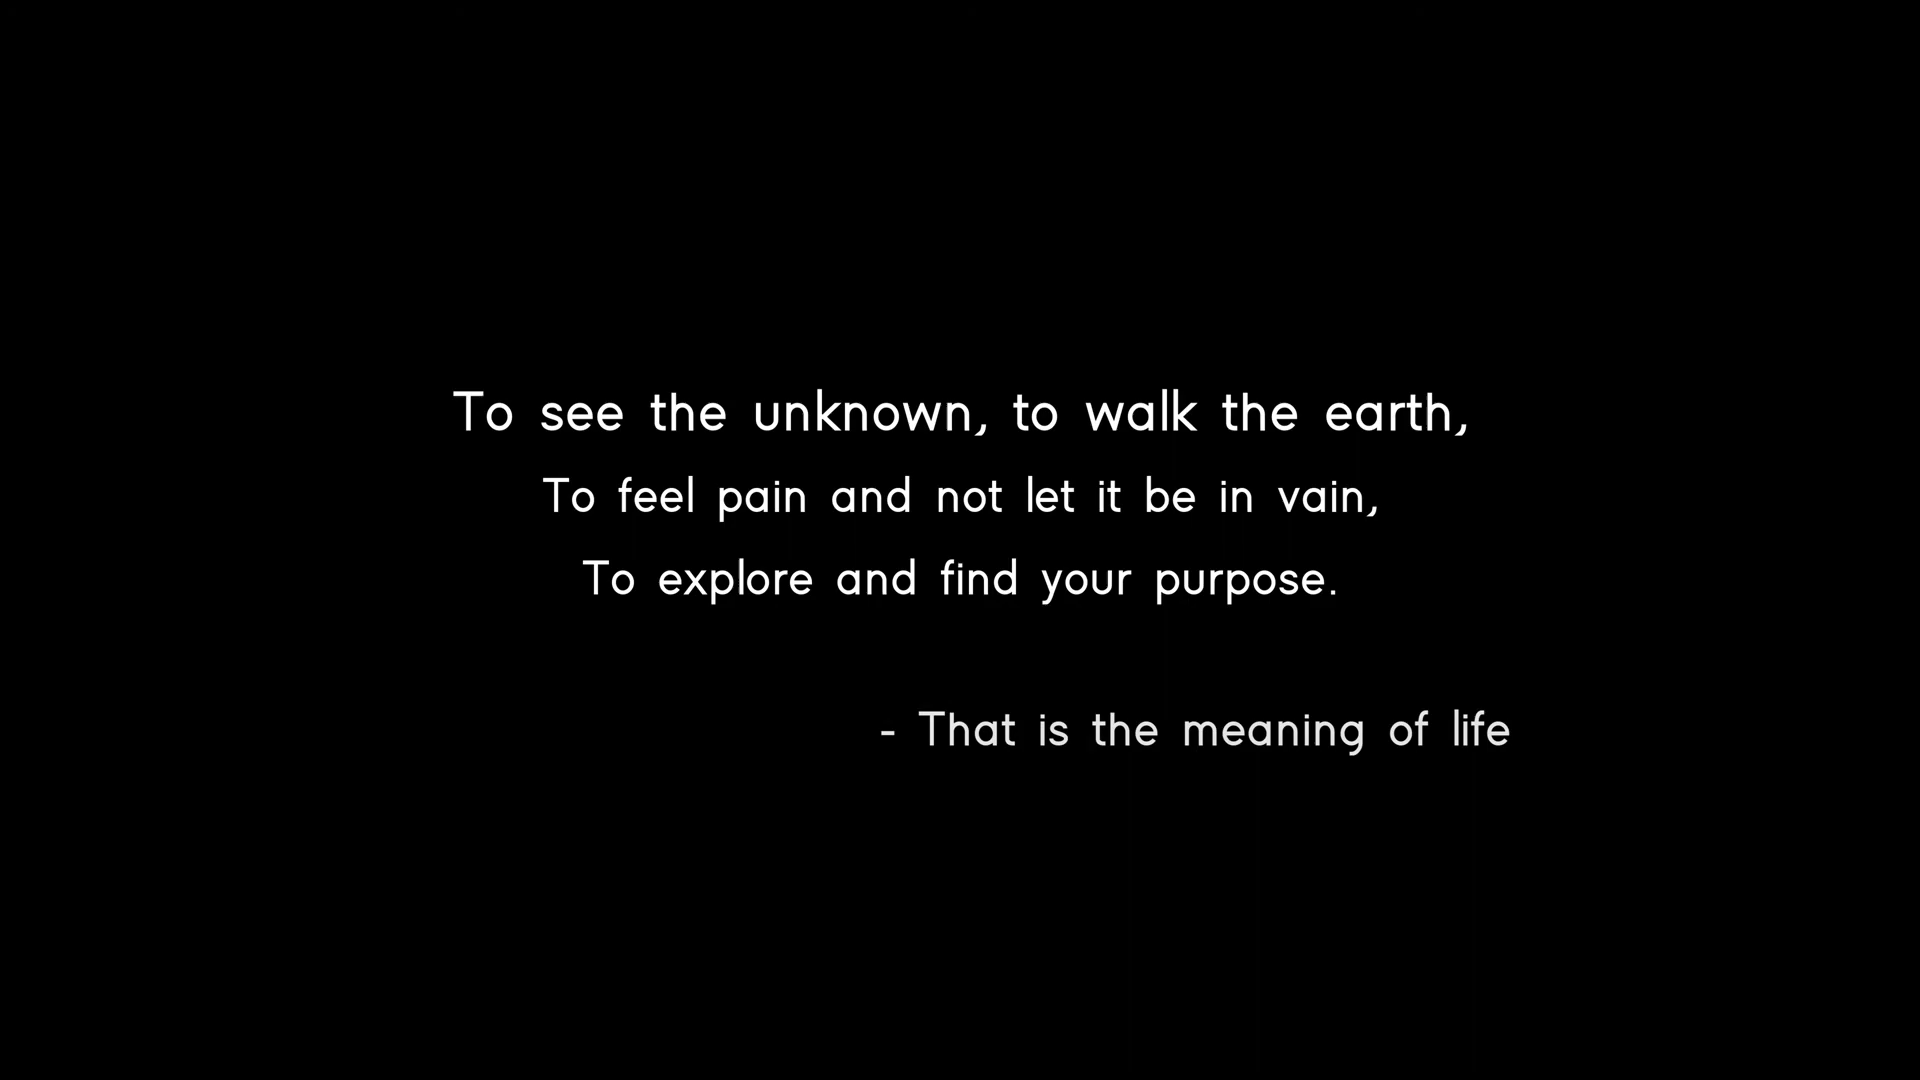 To see the unknown, to walk the earth,
To feel pain and not let it be in vain,
To explore and find your purpose.
- That is the meaning of life